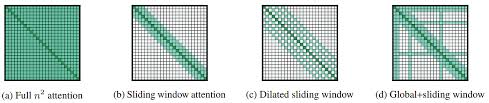 (a) Full n² attention
(b) Sliding window attention
(c) Dilated sliding window
(d) Global+sliding window